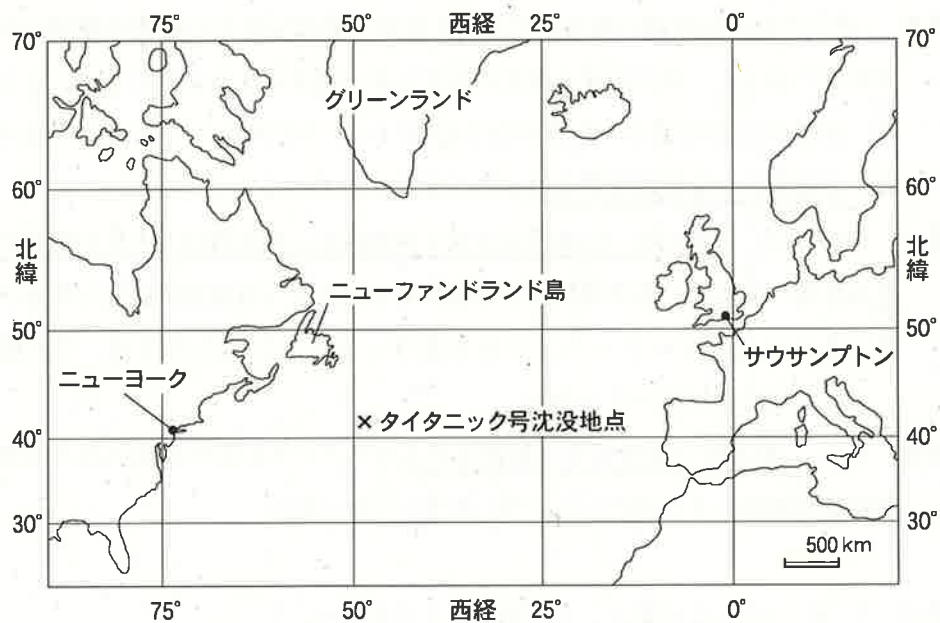 75° 50° 西経 25° 0°
70° 70°
グリーンランド
60° 60°
北緯 北緯
ニューファンドランド島
50° 50°
サウサンプトン
ニューヨーク
×タイタニック号沈没地点
40° 40°
30° 30°
500 km
75° 50° 西経 25° 0°